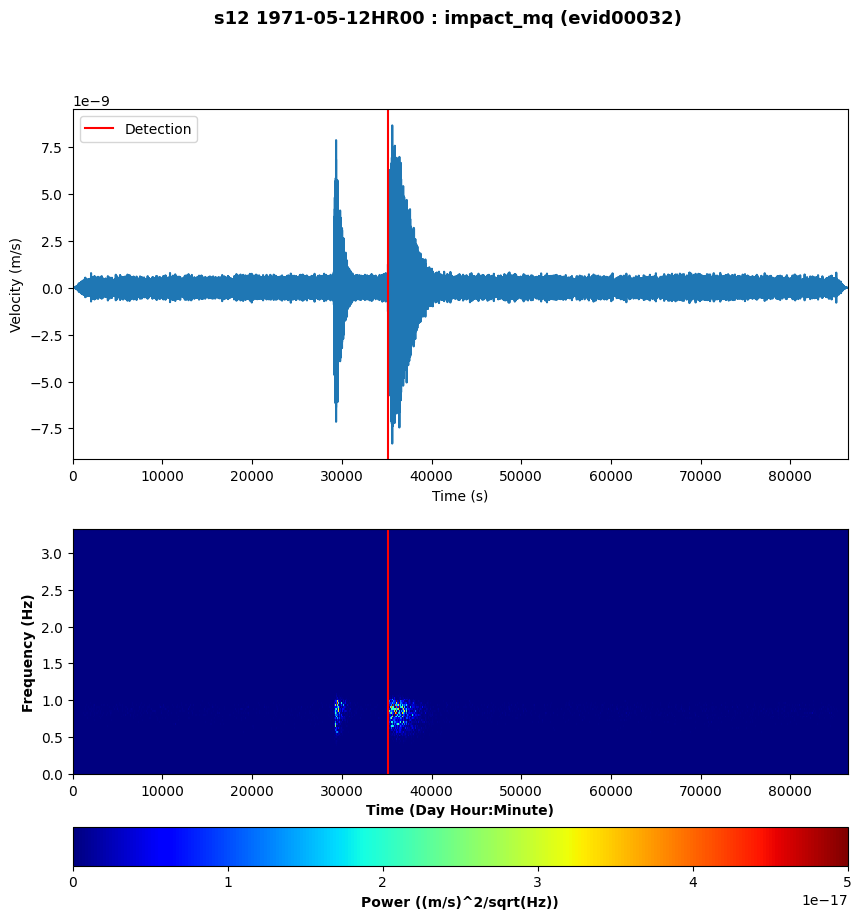 s12 1971-05-12HR00 : impact_mq (evid00032)
1e−9
Detection
7.5
5.0
2.5
0.0
−2.5
−5.0
−7.5
Velocity (m/s)
0 10000 20000 30000 40000 50000 60000 70000 80000
Time (s)
3.0
2.5
2.0
1.5
1.0
0.5
0.0
Frequency (Hz)
0 10000 20000 30000 40000 50000 60000 70000 80000
Time (Day Hour:Minute)
0 1 2 3 4 5
1e−17
Power ((m/s)^2/sqrt(Hz))